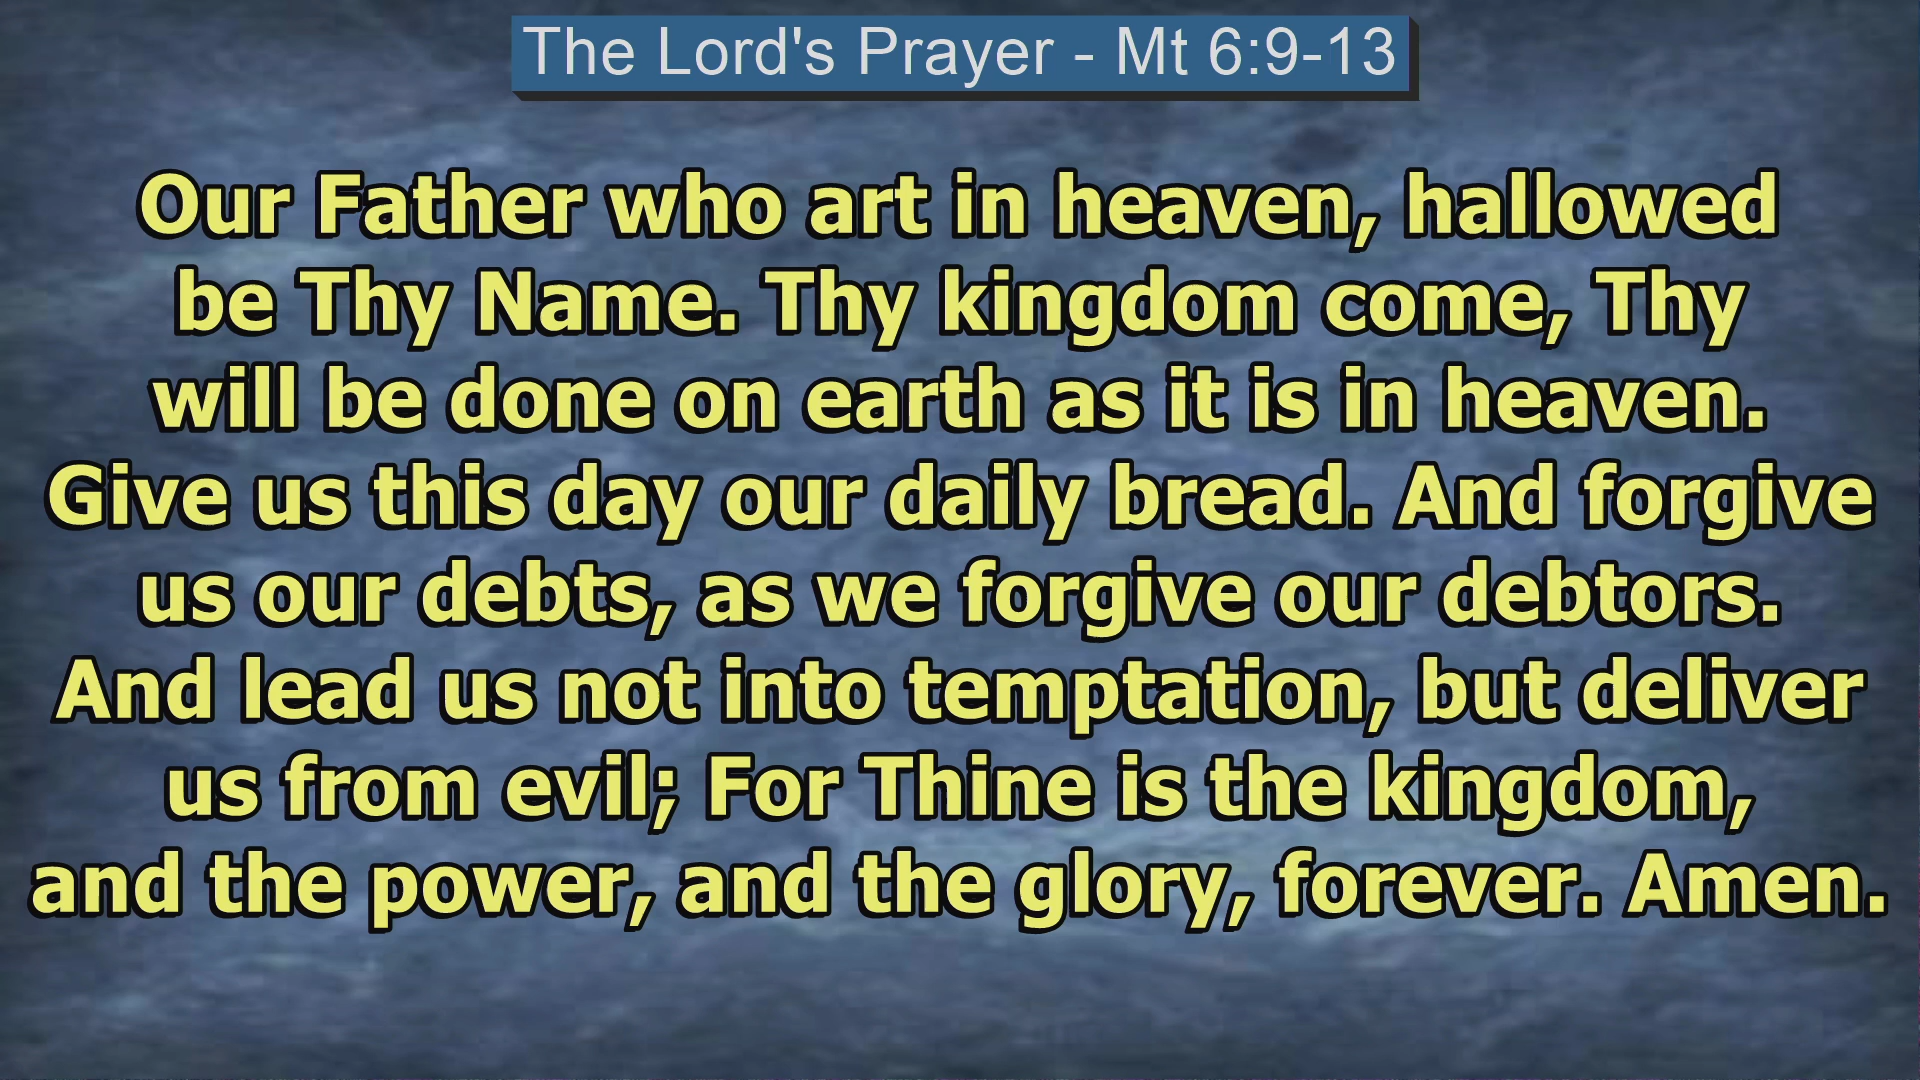 The Lord's Prayer - Mt 6:9-13
Our Father who art in heaven, hallowed
be Thy Name. Thy kingdom come, Thy
will be done on earth as it is in heaven.
Give us this day our daily bread. And forgive
us our debts, as we forgive our debtors.
And lead us not into temptation, but deliver
us from evil; For Thine is the kingdom,
and the power, and the glory, forever. Amen.